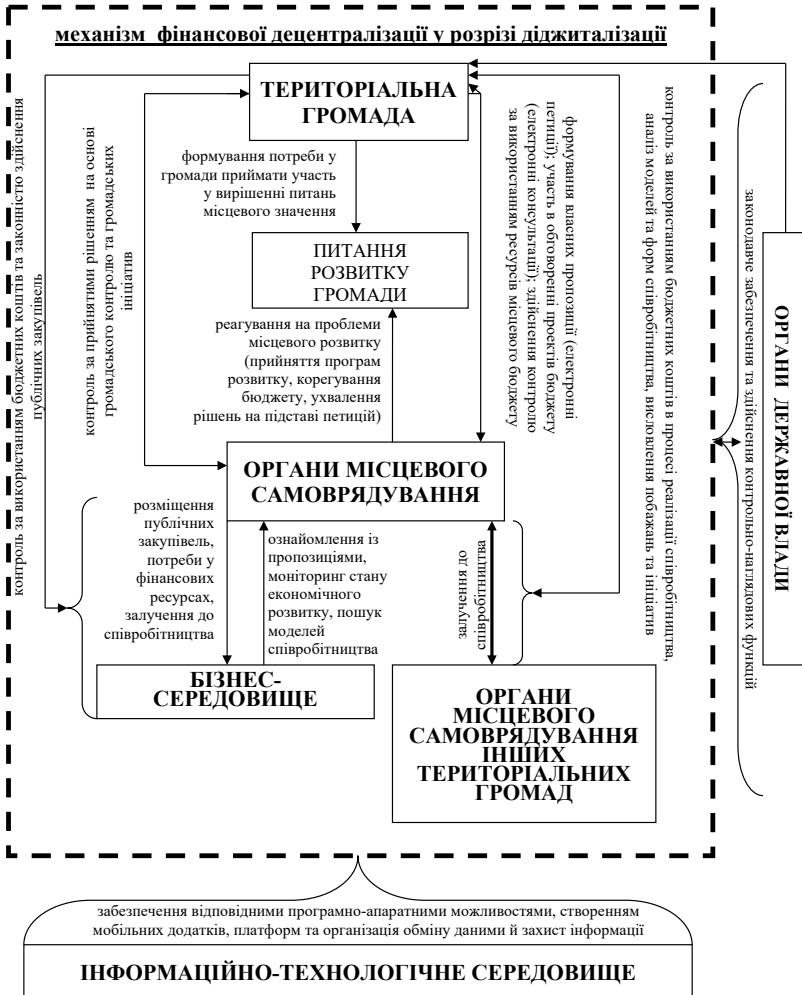 механізм фінансової децентралізації у розрізі діджиталізації
ТЕРИТОРІАЛЬНА
ГРОМАДА
контроль за використанням бюджетних коштів та законністю здійснення
публічних закупівель
контроль за прийнятими рішенням на основі
громадського контролю та громадських
ініціатив
формування потреби у
громади приймати участь
у вирішенні питань
місцевого значення
ПИТАННЯ
РОЗВИТКУ
ГРОМАДИ
реагування на проблеми
місцевого розвитку
(прийняття програм
розвитку, корегування
бюджету, ухвалення
рішень на підставі петицій)
формування власних пропозиції (електронні
петиції); участь в обговоренні проектів бюджету
(електронні консультації); здійснення контролю
за використанням ресурсів місцевого бюджету
контроль за використанням бюджетних коштів в процесі реалізації співробітництва,
аналіз моделей та форм співробітництва, висловлення побажань та ініціатив
законодавче забезпечення та здійснення контрольно-наглядових функцій
ОРГАНИ ДЕРЖАВНОЇ ВЛАДИ
ОРГАНИ МІСЦЕВОГО
САМОВРЯДУВАННЯ
розміщення
публічних
закупівель,
потреби у
фінансових
ресурсах,
залучення до
співробітництва
ознайомлення із
пропозиціями,
моніторинг стану
економічного
розвитку, пошук
моделей
співробітництва
залучення до
співробітництва
БІЗНЕС-
СЕРЕДОВИЩЕ
ОРГАНИ
МІСЦЕВОГО
САМОВРЯДУВАННЯ
ІНШИХ
ТЕРИТОРІАЛЬНИХ
ГРОМАД
забезпечення відповідними програмно-апаратними можливостями, створенням
мобільних додатків, платформ та організація обміну даними й захист інформації
ІНФОРМАЦІЙНО-ТЕХНОЛОГІЧНЕ СЕРЕДОВИЩЕ